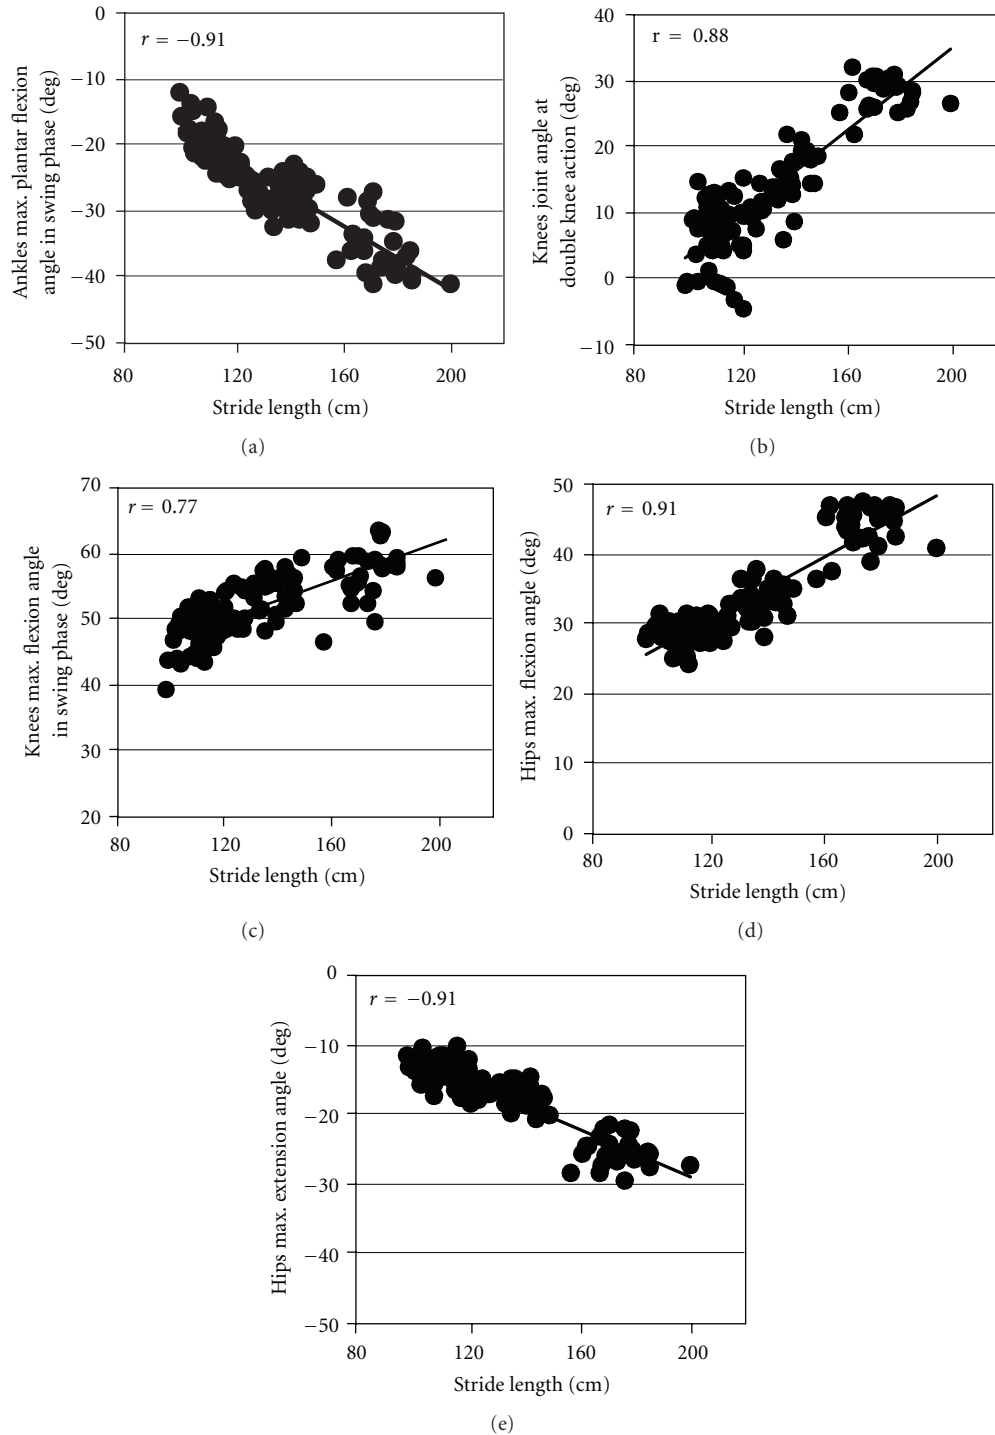 0
−10
−20
−30
−40
−50
r = −0.91
Ankles max. plantar flexion
angle in swing phase (deg)
80
120
160
200
Stride length (cm)
(a)
40
30
20
10
0
−10
r = 0.88
Knees joint angle at
double knee action (deg)
80
120
160
200
Stride length (cm)
(b)
70
60
50
40
30
20
r = 0.77
Knees max. flexion angle
in swing phase (deg)
80
120
160
200
Stride length (cm)
(c)
50
40
30
20
10
0
r = 0.91
Hips max. flexion angle (deg)
80
120
160
200
Stride length (cm)
(d)
0
−10
−20
−30
−40
−50
r = −0.91
Hips max. extension angle (deg)
80
120
160
200
Stride length (cm)
(e)